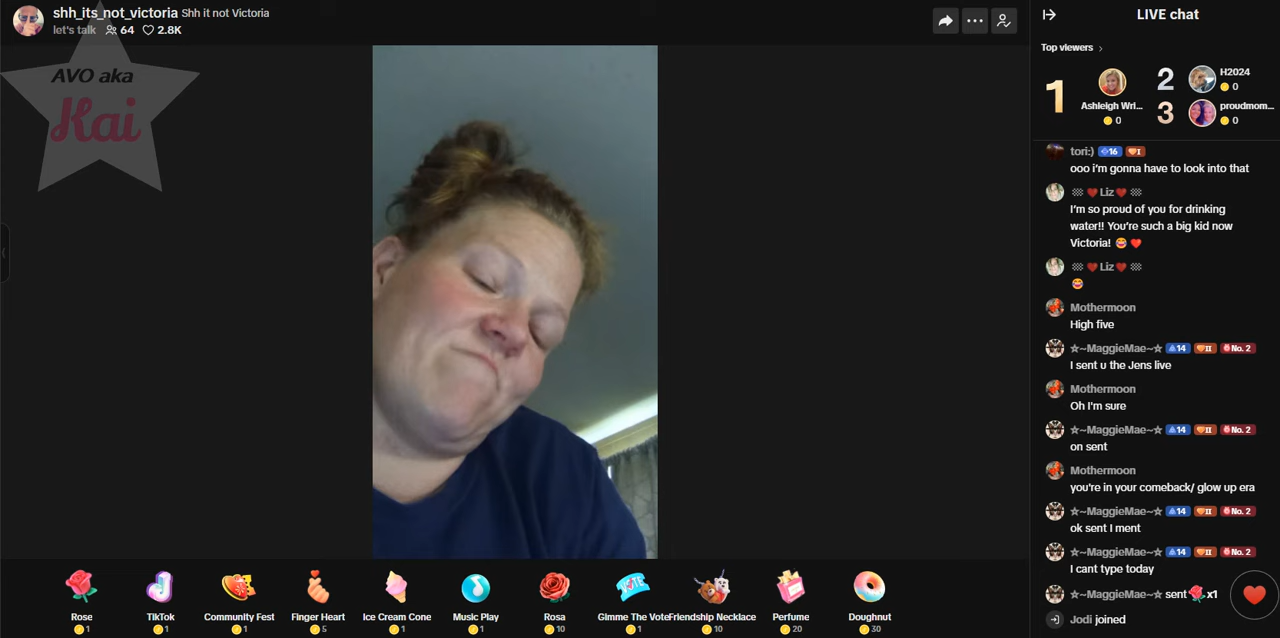 shh_its_not_victoria Shh it not Victoria
let's talk 64 2.8K
AVO aka
Kai
LIVE chat
Top viewers
1
Ashleigh Wri...
0
2
H2024
0
3
proudmom...
0
tori:) 16 I
ooo i'm gonna have to look into that
Liz
I'm so proud of you for drinking
water!! You're such a big kid now
Victoria!
Liz
Mothermoon
High five
☆~MaggieMae~☆ 14 II No. 2
I sent u the Jens live
Mothermoon
Oh I'm sure
☆~MaggieMae~☆ 14 II No. 2
on sent
Mothermoon
you're in your comeback/ glow up era
☆~MaggieMae~☆ 14 II No. 2
ok sent I ment
☆~MaggieMae~☆ 14 II No. 2
I cant type today
☆~MaggieMae~☆ sent x1
Jodi joined
Rose
1
TikTok
1
Community Fest
1
Finger Heart
5
Ice Cream Cone
1
Music Play
1
Rosa
10
VOTE
Gimme The Vote
1
Friendship Necklace
10
Perfume
20
Doughnut
30